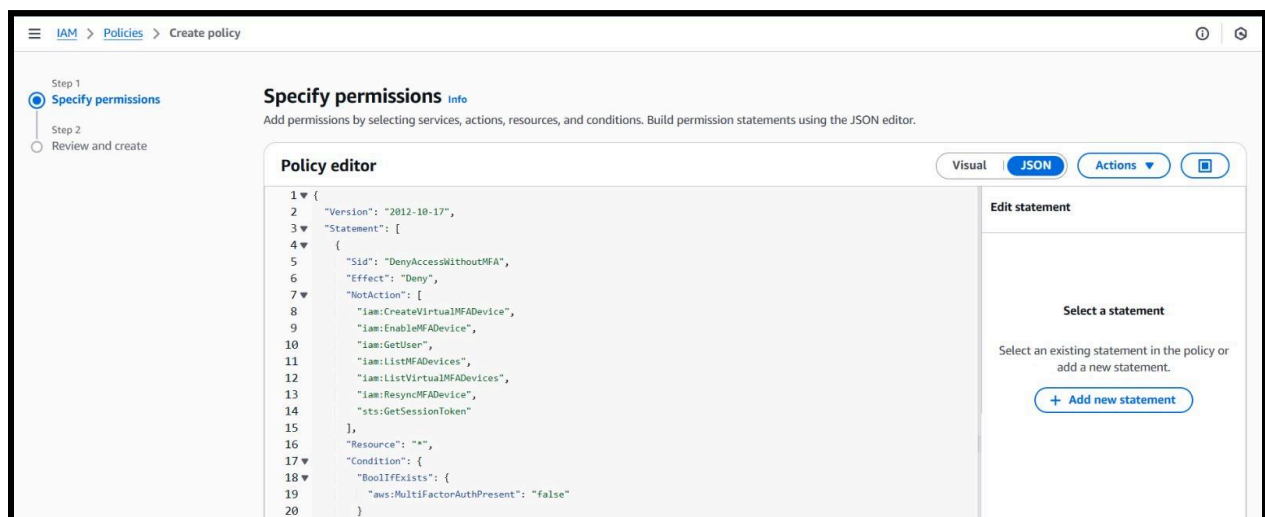 IAM > Policies > Create policy
Step 1
Specify permissions
Step 2
Review and create
Specify permissions Info
Add permissions by selecting services, actions, resources, and conditions. Build permission statements using the JSON editor.
Policy editor
Visual JSON Actions
1 {
2 "Version": "2012-10-17",
3 "Statement": [
4 {
5 "Sid": "DenyAccessWithoutMFA",
6 "Effect": "Deny",
7 "NotAction": [
8 "iam:CreateVirtualMFADevice",
9 "iam:EnableMFADevice",
10 "iam:GetUser",
11 "iam:ListMFADevices",
12 "iam:ListVirtualMFADevices",
13 "iam:ResyncMFADevice",
14 "sts:GetSessionToken"
15 ],
16 "Resource": "*",
17 "Condition": {
18 "BoolIfExists": {
19 "aws:MultiFactorAuthPresent": "false"
20 }
Edit statement
Select a statement
Select an existing statement in the policy or
add a new statement.
+ Add new statement